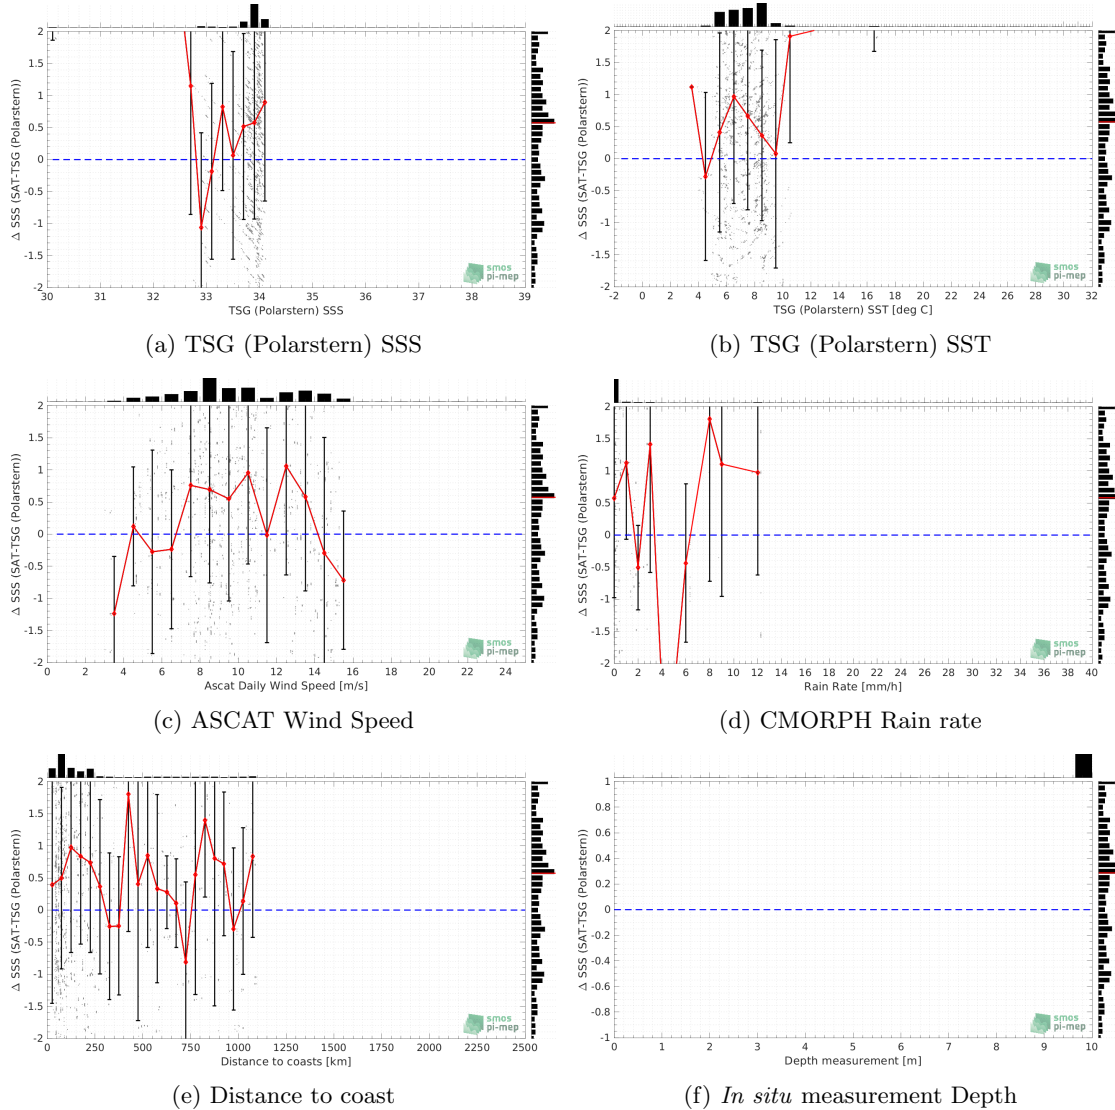 2
1.5
1
0.5
0
-0.5
-1
-1.5
-2
Δ SSS (SAT-TSG (Polarstern))
30 31 32 33 34 35 36 37 38 39
TSG (Polarstern) SSS
smos
pi-mep
(a) TSG (Polarstern) SSS
2
1.5
1
0.5
0
-0.5
-1
-1.5
-2
Δ SSS (SAT-TSG (Polarstern))
-2 0 2 4 6 8 10 12 14 16 18 20 22 24 26 28 30 32
TSG (Polarstern) SST [deg C]
smos
pi-mep
(b) TSG (Polarstern) SST
2
1.5
1
0.5
0
-0.5
-1
-1.5
-2
Δ SSS (SAT-TSG (Polarstern))
0 2 4 6 8 10 12 14 16 18 20 22 24
Ascat Daily Wind Speed [m/s]
smos
pi-mep
(c) ASCAT Wind Speed
2
1.5
1
0.5
0
-0.5
-1
-1.5
-2
Δ SSS (SAT-TSG (Polarstern))
0 2 4 6 8 10 12 14 16 18 20 22 24 26 28 30 32 34 36 38 40
Rain Rate [mm/h]
smos
pi-mep
(d) CMORPH Rain rate
2
1.5
1
0.5
0
-0.5
-1
-1.5
-2
Δ SSS (SAT-TSG (Polarstern))
0 250 500 750 1000 1250 1500 1750 2000 2250 2500
Distance to coasts [km]
smos
pi-mep
(e) Distance to coast
1
0.8
0.6
0.4
0.2
0
-0.2
-0.4
-0.6
-0.8
-1
Δ SSS (SAT-TSG (Polarstern))
0 1 2 3 4 5 6 7 8 9 10
Depth measurement [m]
smos
pi-mep
(f) In situ measurement Depth